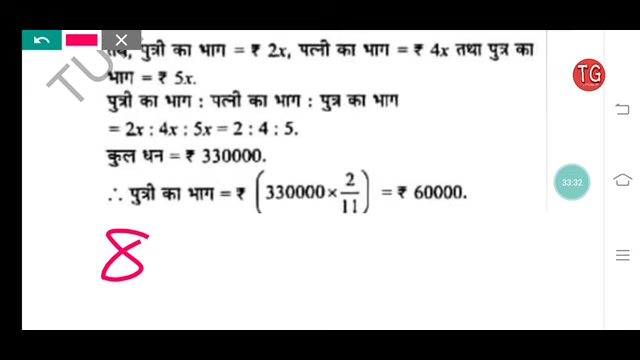 तब, पुत्री का भाग = ₹ 2x, पत्नी का भाग = ₹ 4x तथा पुत्र का
भाग = ₹ 5x.
पुत्री का भाग : पत्नी का भाग : पुत्र का भाग
= 2x : 4x : 5x = 2 : 4 : 5.
कुल धन = ₹ 330000.
∴ पुत्री का भाग = ₹ (330000 × 2/11) = ₹ 60000.
8
TG
33:32